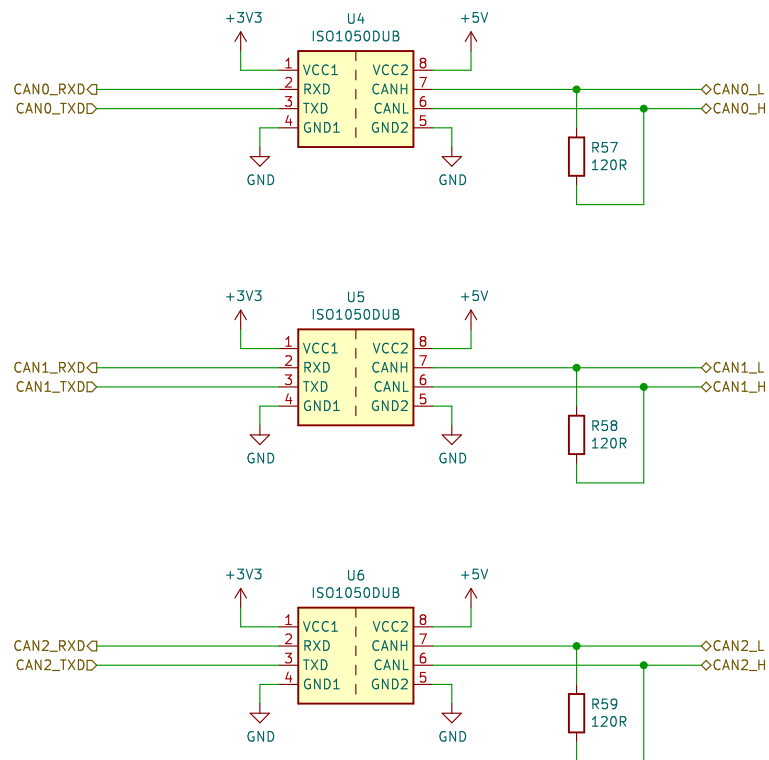 +3V3
U4
ISO1050DUB
+5V
1 VCC1 VCC2 8
CAN0_RXD 2 RXD CANH 7 CAN0_L
CAN0_TXD 3 TXD CANL 6 CAN0_H
4 GND1 GND2 5
R57
120R
GND GND
+3V3
U5
ISO1050DUB
+5V
1 VCC1 VCC2 8
CAN1_RXD 2 RXD CANH 7 CAN1_L
CAN1_TXD 3 TXD CANL 6 CAN1_H
4 GND1 GND2 5
R58
120R
GND GND
+3V3
U6
ISO1050DUB
+5V
1 VCC1 VCC2 8
CAN2_RXD 2 RXD CANH 7 CAN2_L
CAN2_TXD 3 TXD CANL 6 CAN2_H
4 GND1 GND2 5
R59
120R
GND GND